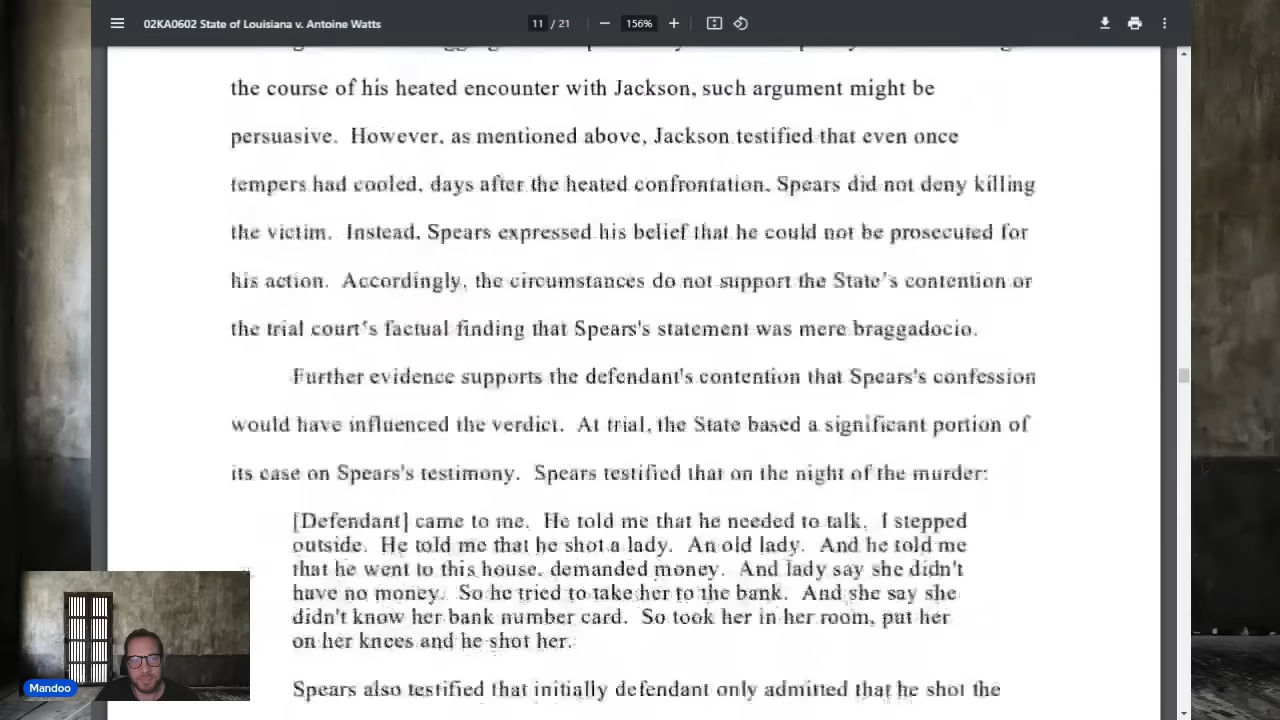 02KA0602 State of Louisiana v. Antoine Watts
11 / 21
156%
the course of his heated encounter with Jackson, such argument might be
persuasive. However, as mentioned above, Jackson testified that even once
tempers had cooled, days after the heated confrontation, Spears did not deny killing
the victim. Instead, Spears expressed his belief that he could not be prosecuted for
his action. Accordingly, the circumstances do not support the State's contention or
the trial court's factual finding that Spears's statement was mere braggadocio.
Further evidence supports the defendant's contention that Spears's confession
would have influenced the verdict. At trial, the State based a significant portion of
its case on Spears's testimony. Spears testified that on the night of the murder:
[Defendant] came to me. He told me that he needed to talk. I stepped
outside. He told me that he shot a lady. An old lady. And he told me
that he went to this house, demanded money. And lady say she didn't
have no money. So he tried to take her to the bank. And she say she
didn't know her bank number card. So took her in her room, put her
on her knees and he shot her.
Spears also testified that initially defendant only admitted that he shot the
Mandoo